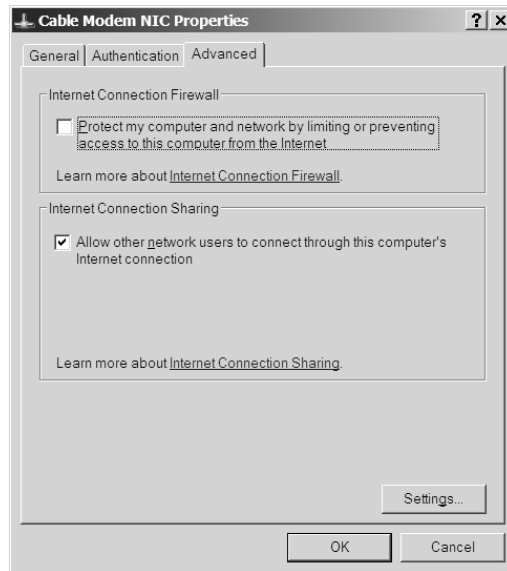 Cable Modem NIC Properties
General
Authentication
Advanced
Internet Connection Firewall
Protect my computer and network by limiting or preventing
access to this computer from the Internet
Learn more about Internet Connection Firewall.
Internet Connection Sharing
Allow other network users to connect through this computer's
Internet connection
Learn more about Internet Connection Sharing.
Settings...
OK
Cancel